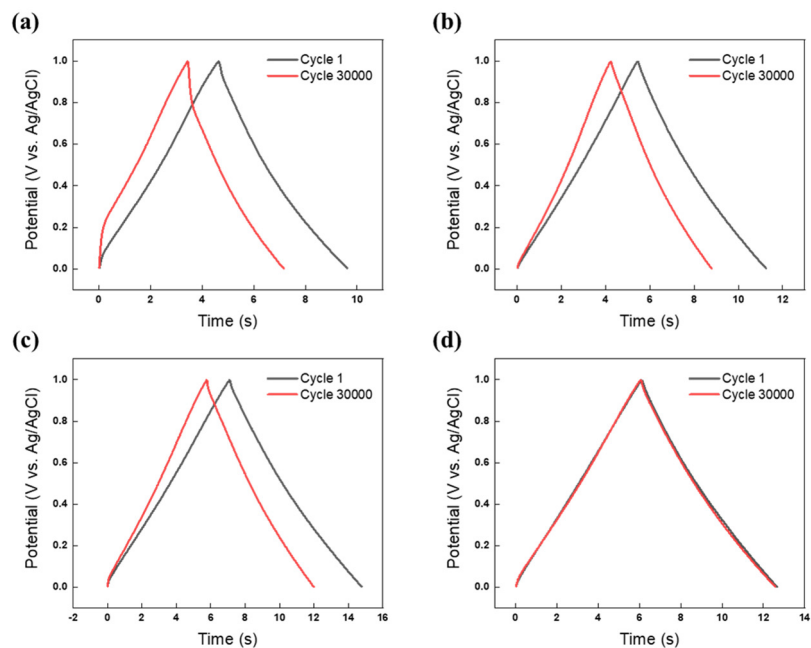 (a)
Cycle 1
Cycle 30000
Potential (V vs. Ag/AgCl)
1.0
0.8
0.6
0.4
0.2
0.0
0 2 4 6 8 10
Time (s)
(b)
Cycle 1
Cycle 30000
Potential (V vs. Ag/AgCl)
1.0
0.8
0.6
0.4
0.2
0.0
0 2 4 6 8 10 12
Time (s)
(c)
Cycle 1
Cycle 30000
Potential (V vs. Ag/AgCl)
1.0
0.8
0.6
0.4
0.2
0.0
-2 0 2 4 6 8 10 12 14 16
Time (s)
(d)
Cycle 1
Cycle 30000
Potential (V vs. Ag/AgCl)
1.0
0.8
0.6
0.4
0.2
0.0
0 2 4 6 8 10 12 14
Time (s)